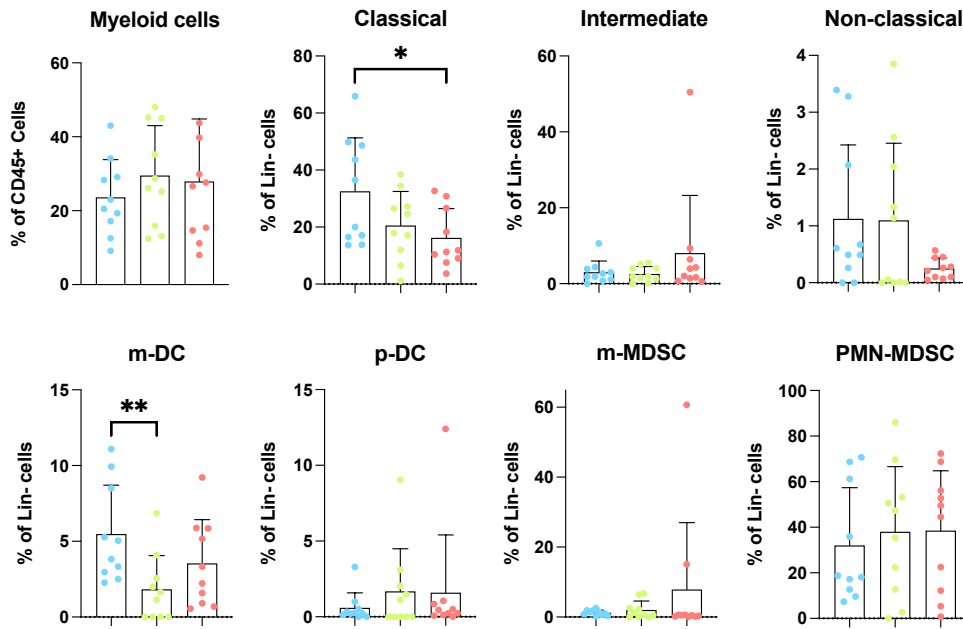 Myeloid cells
% of CD45+ Cells
60
40
20
0
Classical
% of Lin- cells
80
60
40
20
0
*
Intermediate
% of Lin- cells
60
40
20
0
Non-classical
% of Lin- cells
4
3
2
1
0
m-DC
% of Lin- cells
15
10
5
0
**
p-DC
% of Lin- cells
15
10
5
0
m-MDSC
% of Lin- cells
60
40
20
0
PMN-MDSC
% of Lin- cells
100
80
60
40
20
0